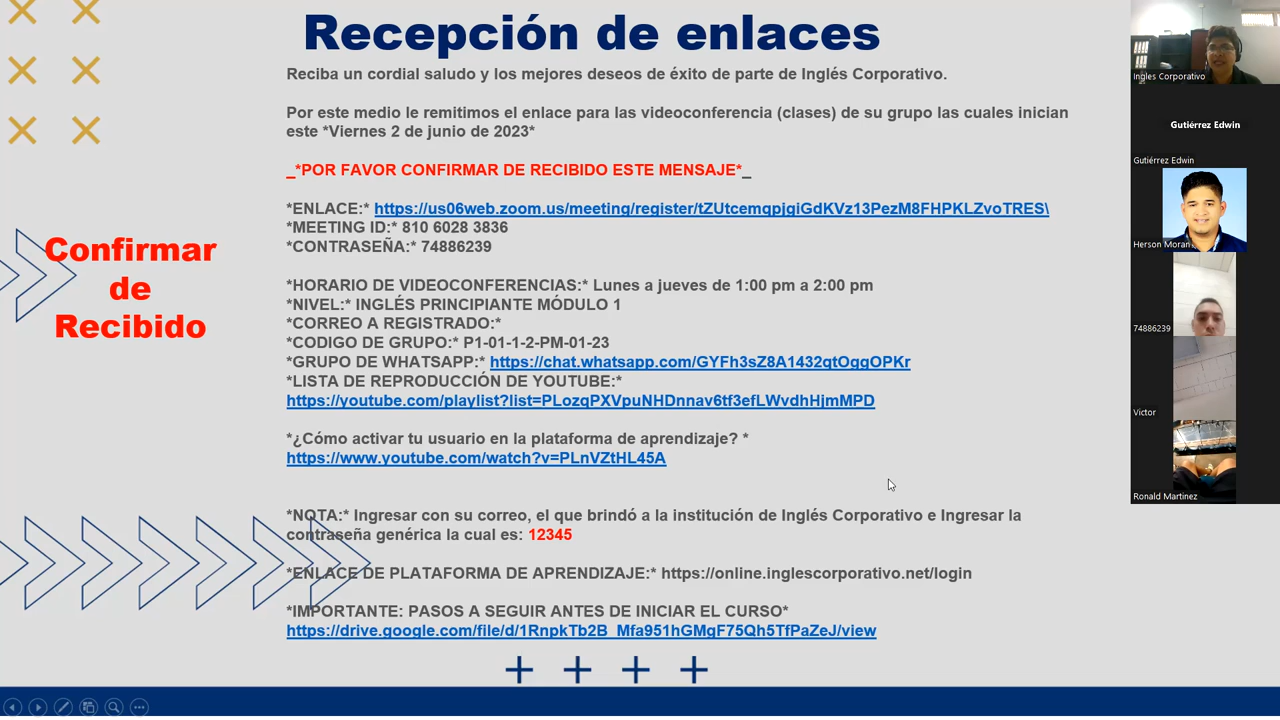 Recepción de enlaces
Reciba un cordial saludo y los mejores deseos de éxito de parte de Inglés Corporativo.
Por este medio le remitimos el enlace para las videoconferencia (clases) de su grupo las cuales inician
este *Viernes 2 de junio de 2023*
_*POR FAVOR CONFIRMAR DE RECIBIDO ESTE MENSAJE*_
*ENLACE:* https://us06web.zoom.us/meeting/register/tZUtcemqpjgiGdKVz13PezM8FHPKLZvoTRES\
*MEETING ID:* 810 6028 3836
*CONTRASEÑA:* 74886239
Confirmar
de
Recibido
*HORARIO DE VIDEOCONFERENCIAS:* Lunes a jueves de 1:00 pm a 2:00 pm
*NIVEL:* INGLÉS PRINCIPIANTE MÓDULO 1
*CORREO A REGISTRADO:*
*CODIGO DE GRUPO:* P1-01-1-2-PM-01-23
*GRUPO DE WHATSAPP:* https://chat.whatsapp.com/GYFh3sZ8A1432qtOggOPKr
*LISTA DE REPRODUCCIÓN DE YOUTUBE:*
https://youtube.com/playlist?list=PLozqPXVpuNHDnnav6tf3efLWvdhHjmMPD
*¿Cómo activar tu usuario en la plataforma de aprendizaje? *
https://www.youtube.com/watch?v=PLnVZtHL45A
*NOTA:* Ingresar con su correo, el que brindó a la institución de Inglés Corporativo e Ingresar la
contraseña genérica la cual es: 12345
*ENLACE DE PLATAFORMA DE APRENDIZAJE:* https://online.inglescorporativo.net/login
*IMPORTANTE: PASOS A SEGUIR ANTES DE INICIAR EL CURSO*
https://drive.google.com/file/d/1RnpkTb2B_Mfa951hGMgF75Qh5TfPaZeJ/view
Ingles Corporativo
Gutiérrez Edwin
Gutiérrez Edwin
Herson Moran
74886239
Victor
Ronald Martinez